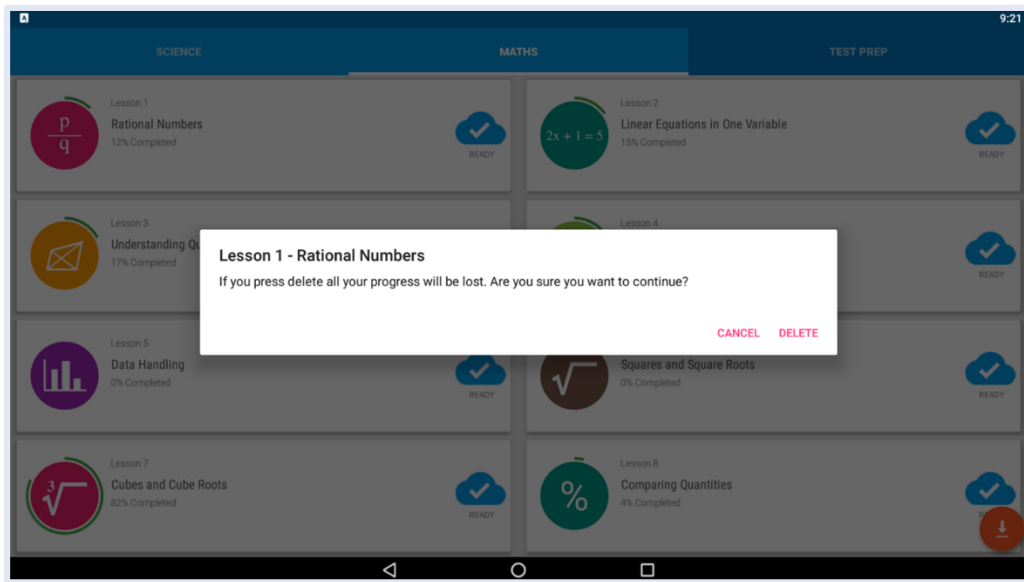 A
9:21
SCIENCE
MATHS
TEST PREP
p
q
Lesson 1
Rational Numbers
12% Completed
READY
2x + 1 = 5
Lesson 2
Linear Equations in One Variable
15% Completed
READY
Lesson 3
Understanding
17% Completed
Lesson 4
READY
Lesson 1 - Rational Numbers
If you press delete all your progress will be lost. Are you sure you want to continue?
CANCEL
DELETE
Lesson 5
Data Handling
0% Completed
READY
Squares and Square Roots
0% Completed
READY
3
Lesson 7
Cubes and Cube Roots
82% Completed
READY
%
Lesson 8
Comparing Quantities
4% Completed